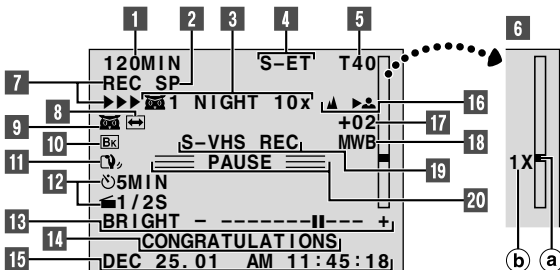 1 2 3 4 5 6
120MIN S-ET T40
7 REC SP
1 NIGHT 10x 16
8
9 +02 17
10 BK MWB 18
S-VHS REC
11 PAUSE 19
12 5MIN 20
1/2S 1X
13 BRIGHT - --------- --- +
14 CONGRATULATIONS
15 DEC 25.01 AM 11:45:18 b a